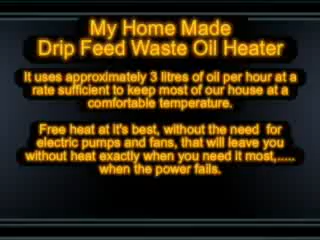 My Home Made
Drip Feed Waste Oil Heater
It uses approximately 3 litres of oil per hour at a
rate sufficient to keep most of our house at a
comfortable temperature.
Free heat at it's best, without the need for
electric pumps and fans, that will leave you
without heat exactly when you need it most,.....
when the power fails.